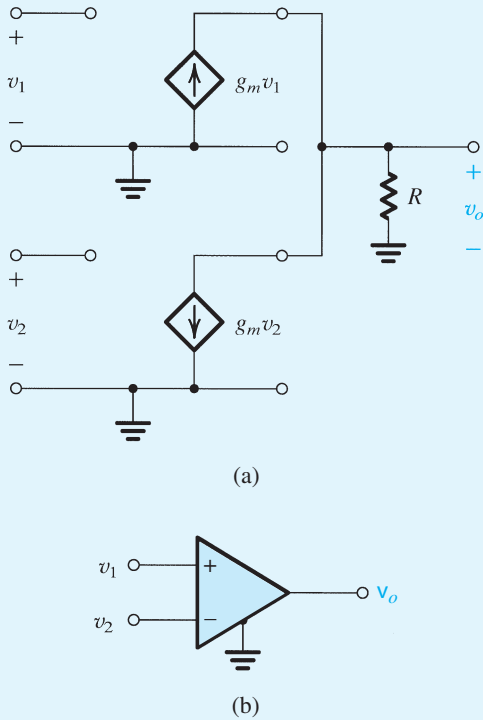 +
v₁
−
gₘv₁
+
v₂
−
gₘv₂
R
+
vₒ
−
(a)
v₁
+
v₂
−
vₒ
(b)